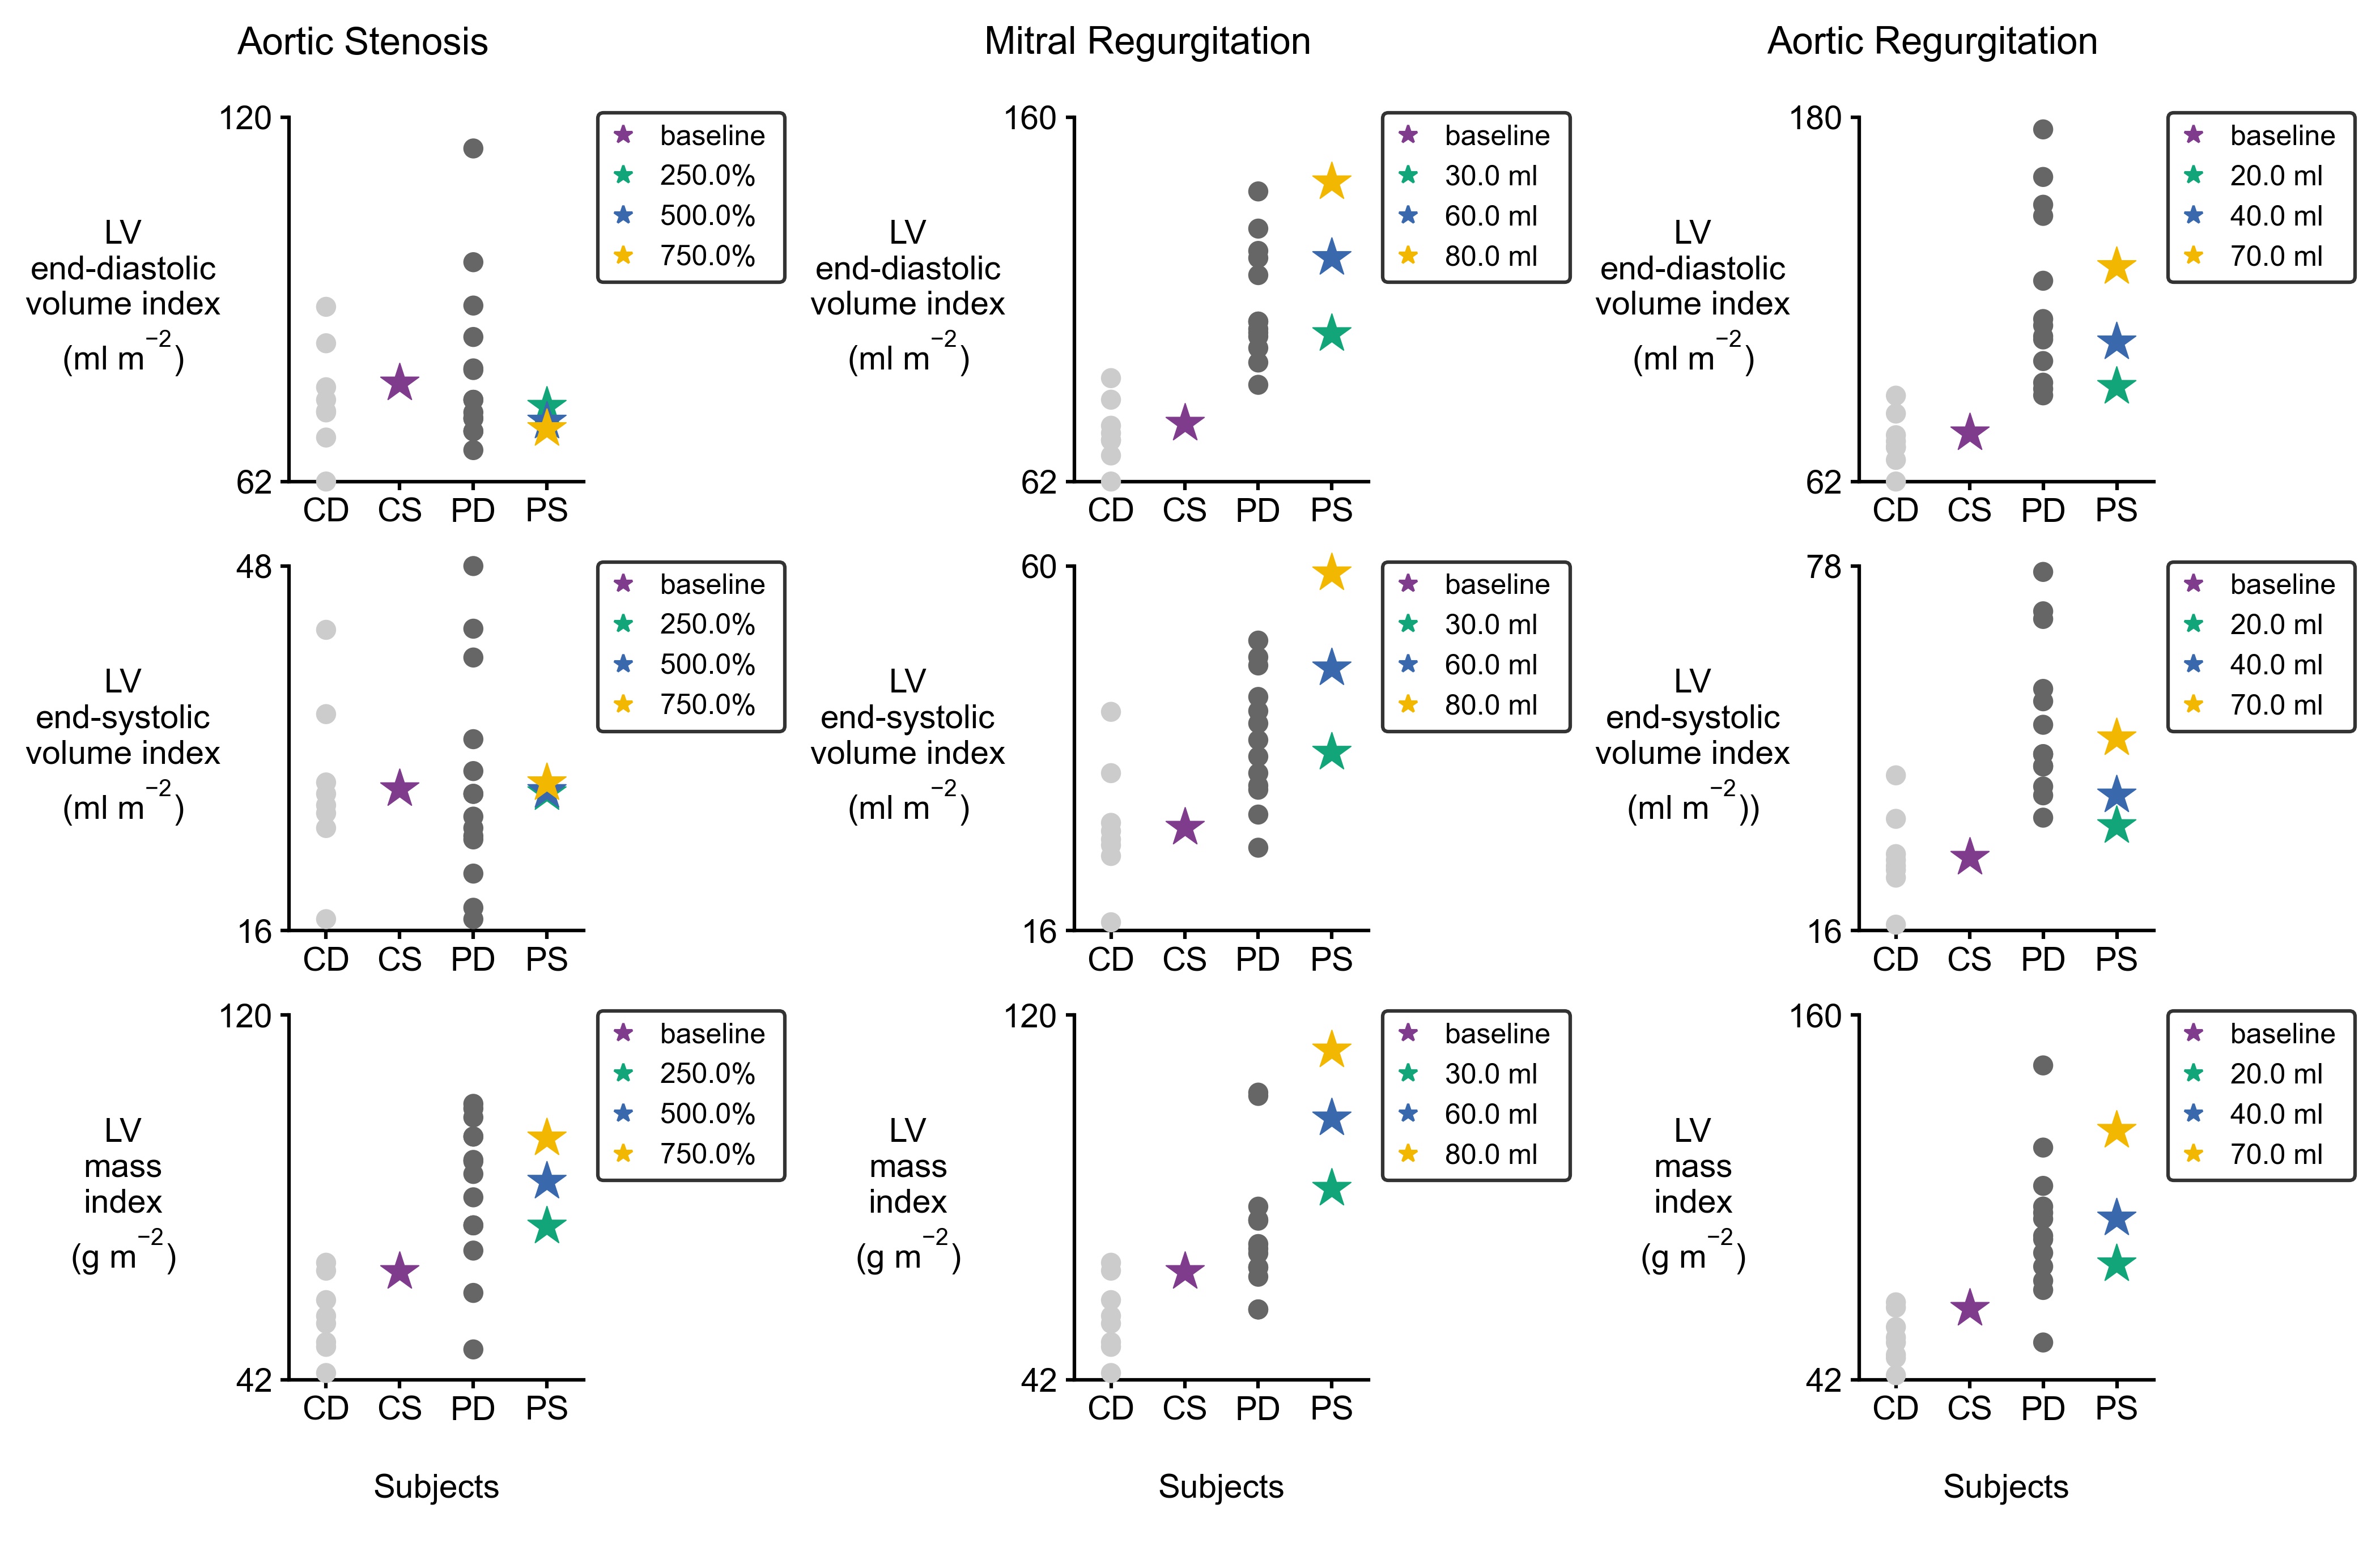 Aortic Stenosis
Mitral Regurgitation
Aortic Regurgitation
120
62
LV
end-diastolic
volume index
(ml m⁻²)
CD CS PD PS
baseline
250.0%
500.0%
750.0%
160
62
LV
end-diastolic
volume index
(ml m⁻²)
CD CS PD PS
baseline
30.0 ml
60.0 ml
80.0 ml
180
62
LV
end-diastolic
volume index
(ml m⁻²)
CD CS PD PS
baseline
20.0 ml
40.0 ml
70.0 ml
48
16
LV
end-systolic
volume index
(ml m⁻²)
CD CS PD PS
baseline
250.0%
500.0%
750.0%
60
16
LV
end-systolic
volume index
(ml m⁻²)
CD CS PD PS
baseline
30.0 ml
60.0 ml
80.0 ml
78
16
LV
end-systolic
volume index
(ml m⁻²))
CD CS PD PS
baseline
20.0 ml
40.0 ml
70.0 ml
120
42
LV
mass
index
(g m⁻²)
CD CS PD PS
baseline
250.0%
500.0%
750.0%
Subjects
120
42
LV
mass
index
(g m⁻²)
CD CS PD PS
baseline
30.0 ml
60.0 ml
80.0 ml
Subjects
160
42
LV
mass
index
(g m⁻²)
CD CS PD PS
baseline
20.0 ml
40.0 ml
70.0 ml
Subjects